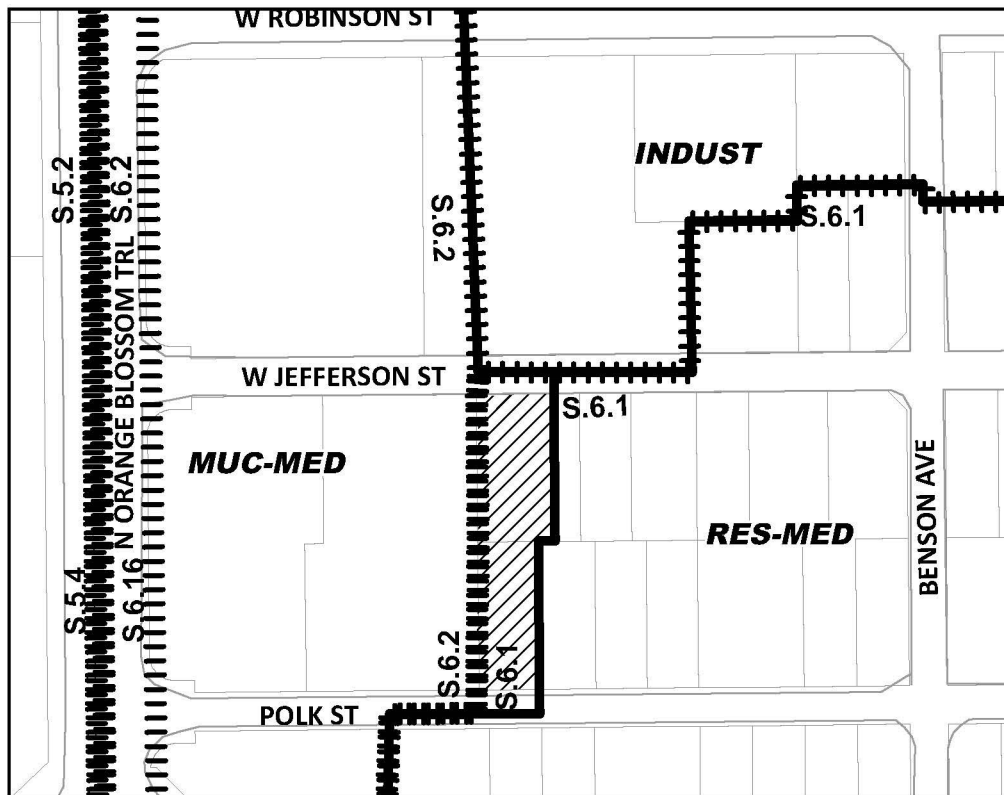 W ROBINSON ST
S.5.2
S.6.2
INDUST
S.6.2
S.6.1
N ORANGE BLOSSOM TRL
W JEFFERSON ST
S.6.1
MUC-MED
RES-MED
BENSON AVE
S.5.4
S.6.16
S.6.2
S.6.1
POLK ST